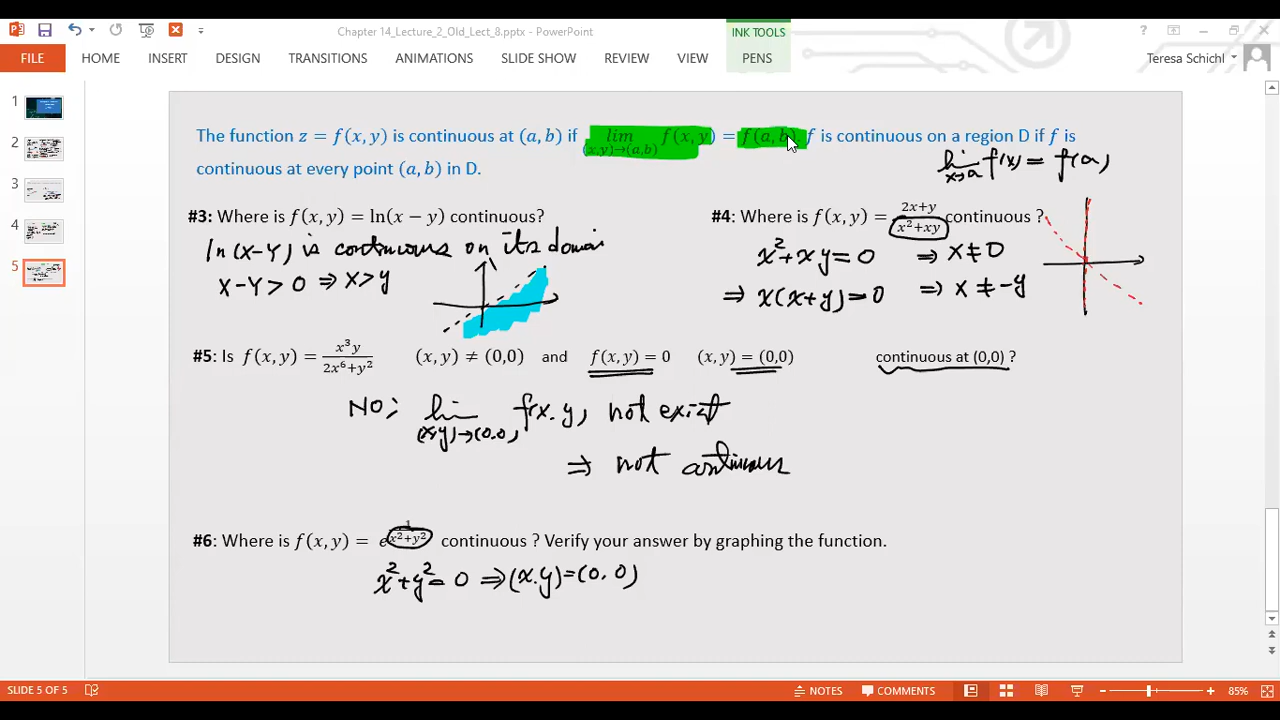 Chapter 14_Lecture_2_Old_Lect_8.pptx - PowerPoint
INK TOOLS
FILE HOME INSERT DESIGN TRANSITIONS ANIMATIONS SLIDE SHOW REVIEW VIEW PENS
Teresa Schichl
The function z = f(x, y) is continuous at (a, b) if lim (x,y)→(a,b) f(x, y) = f(a, b). f is continuous on a region D if f is
continuous at every point (a, b) in D.
lim x→a f(x) = f(a)
#3: Where is f(x, y) = ln(x − y) continuous?
ln(x-y) is continuous on its domain
x-y > 0 ⇒ x > y
#4: Where is f(x, y) = (2x+y)/(x²+xy) continuous ?
x² + xy = 0 ⇒ x ≠ 0
⇒ x(x+y) = 0 ⇒ x ≠ -y
#5: Is f(x, y) = x³y/(2x⁶+y²) (x, y) ≠ (0,0) and f(x, y) = 0 (x, y) = (0,0) continuous at (0,0) ?
NO: lim (x,y)→(0,0) f(x.y) not exist
⇒ not continuous
#6: Where is f(x, y) = e^(1/(x²+y²)) continuous ? Verify your answer by graphing the function.
x² + y² = 0 ⇒ (x.y) = (0,0)
1
2
3
4
5
SLIDE 5 OF 5 NOTES COMMENTS 85%